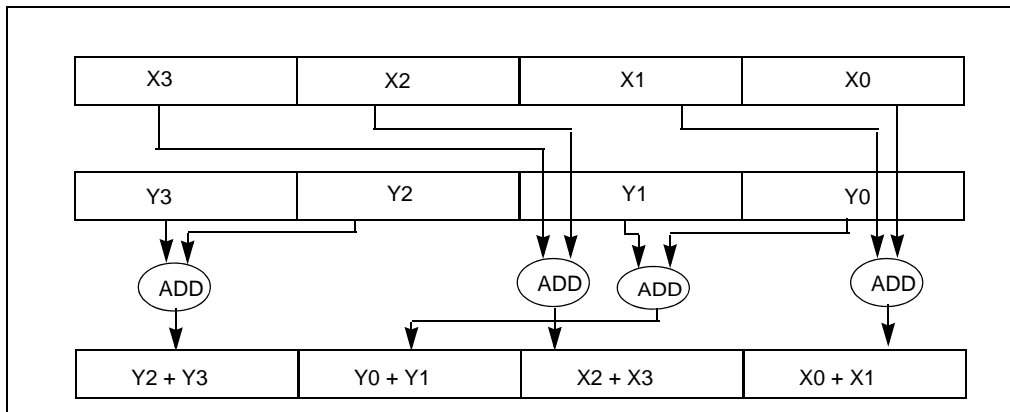 X3 X2 X1 X0
Y3 Y2 Y1 Y0
ADD ADD ADD ADD
Y2 + Y3 Y0 + Y1 X2 + X3 X0 + X1